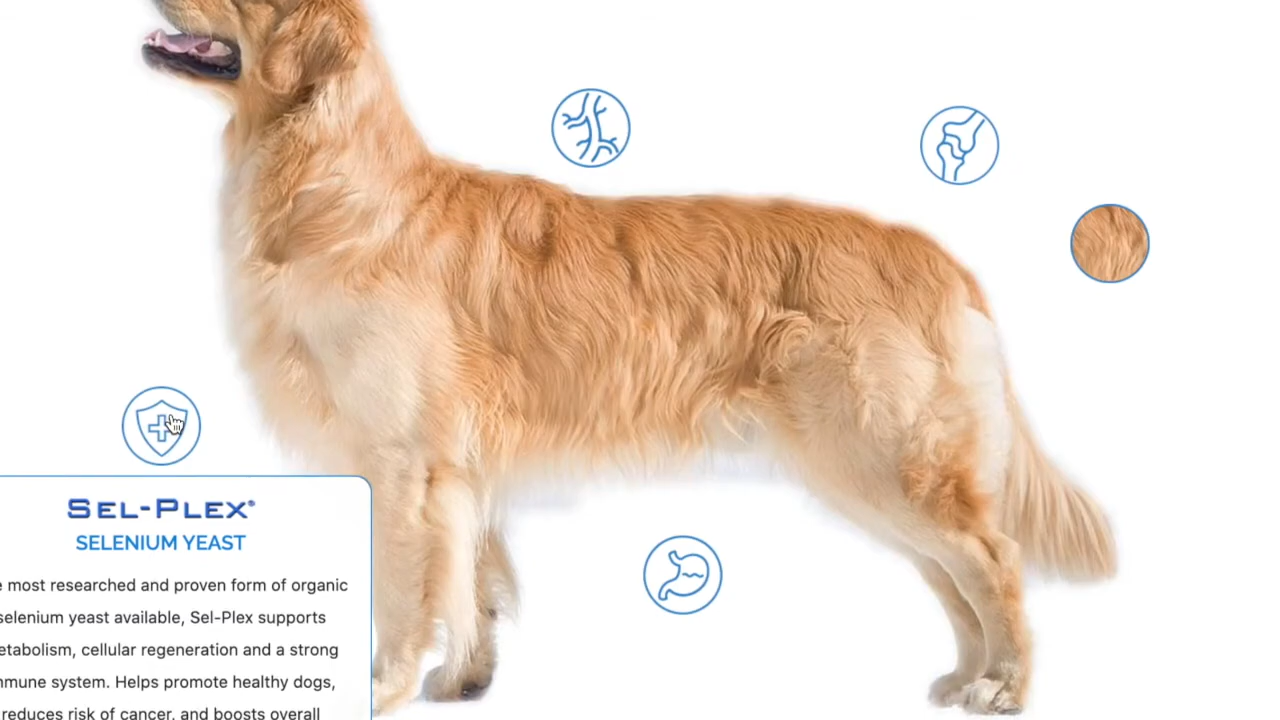 SEL-PLEX®
SELENIUM YEAST
most researched and proven form of organic
selenium yeast available, Sel-Plex supports
etabolism, cellular regeneration and a strong
mmune system. Helps promote healthy dogs,
reduces risk of cancer, and boosts overall